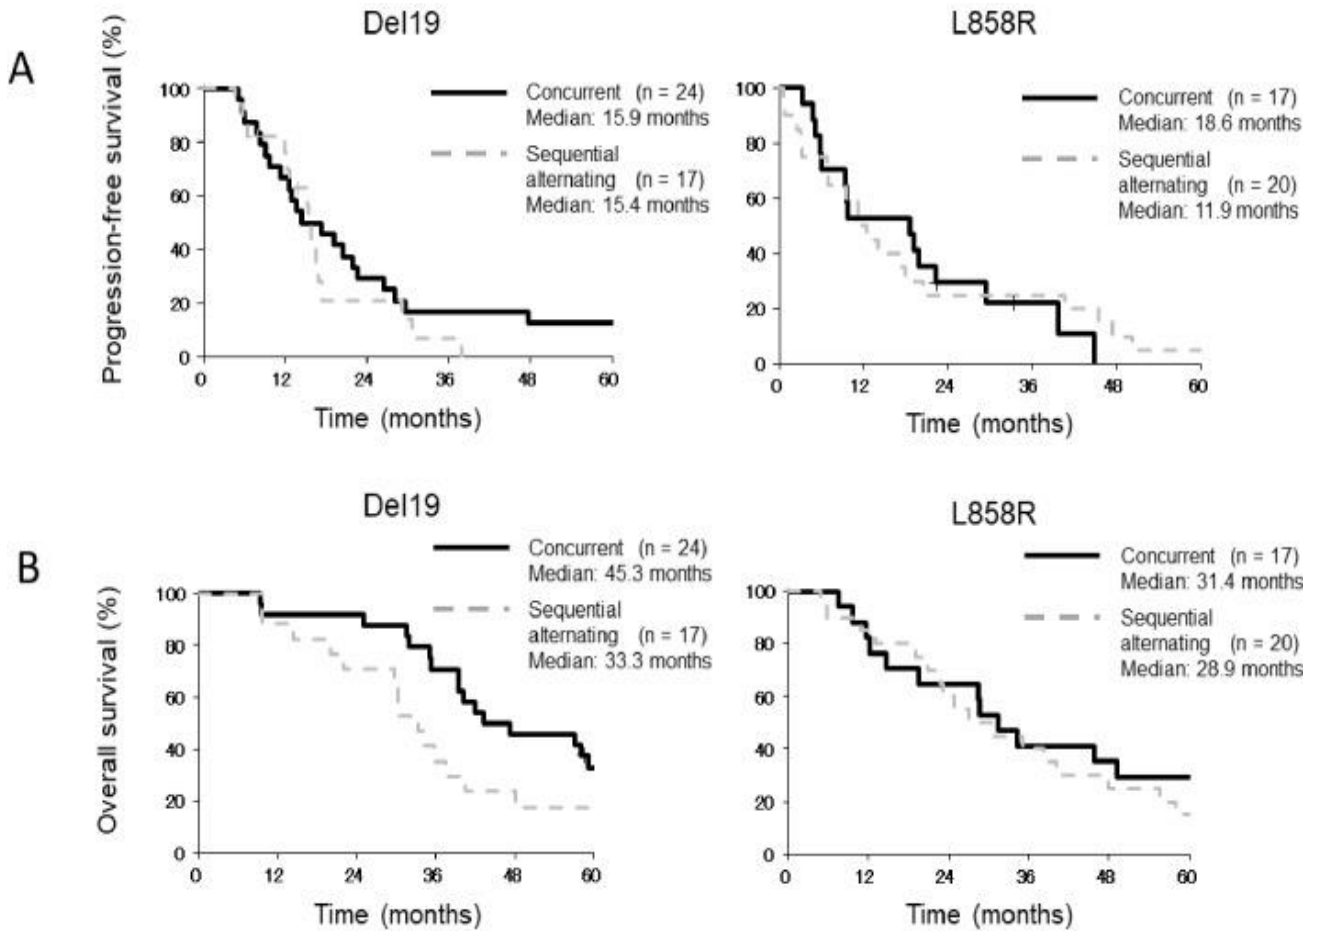 Del19
L858R
A
Progression-free survival (%)
100
80
60
40
20
0
0 12 24 36 48 60
Time (months)
Concurrent (n = 24)
Median: 15.9 months
Sequential
alternating (n = 17)
Median: 15.4 months
100
80
60
40
20
0
0 12 24 36 48 60
Time (months)
Concurrent (n = 17)
Median: 18.6 months
Sequential
alternating (n = 20)
Median: 11.9 months
Del19
L858R
B
Overall survival (%)
100
80
60
40
20
0
0 12 24 36 48 60
Time (months)
Concurrent (n = 24)
Median: 45.3 months
Sequential
alternating (n = 17)
Median: 33.3 months
100
80
60
40
20
0
0 12 24 36 48 60
Time (months)
Concurrent (n = 17)
Median: 31.4 months
Sequential
alternating (n = 20)
Median: 28.9 months